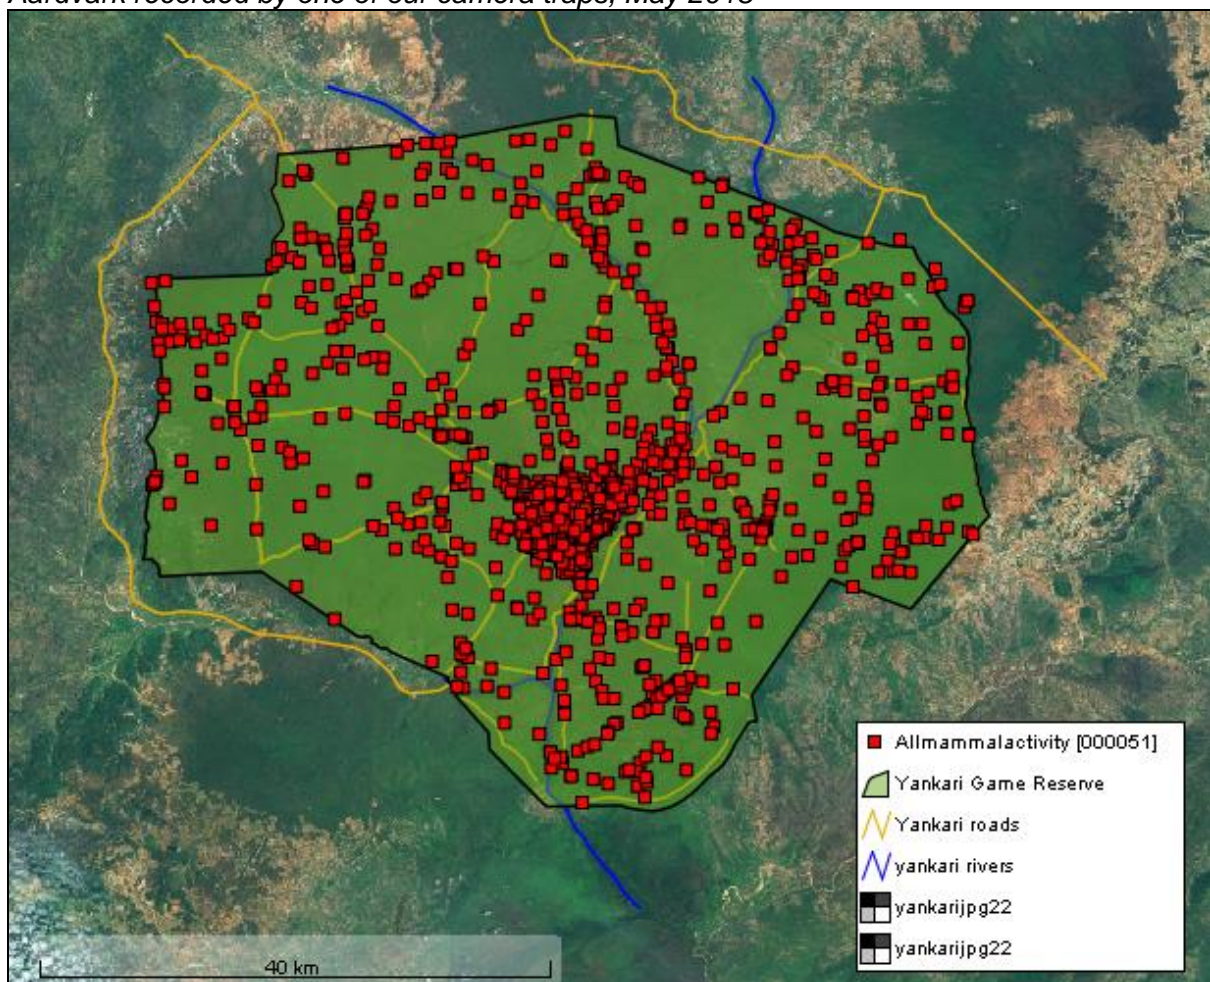 Aardvark recorded by one of our camera traps, May 2018
Allmammalactivity [000051]
Yankari Game Reserve
Yankari roads
yankari rivers
yankarijpg22
yankarijpg22
40 km